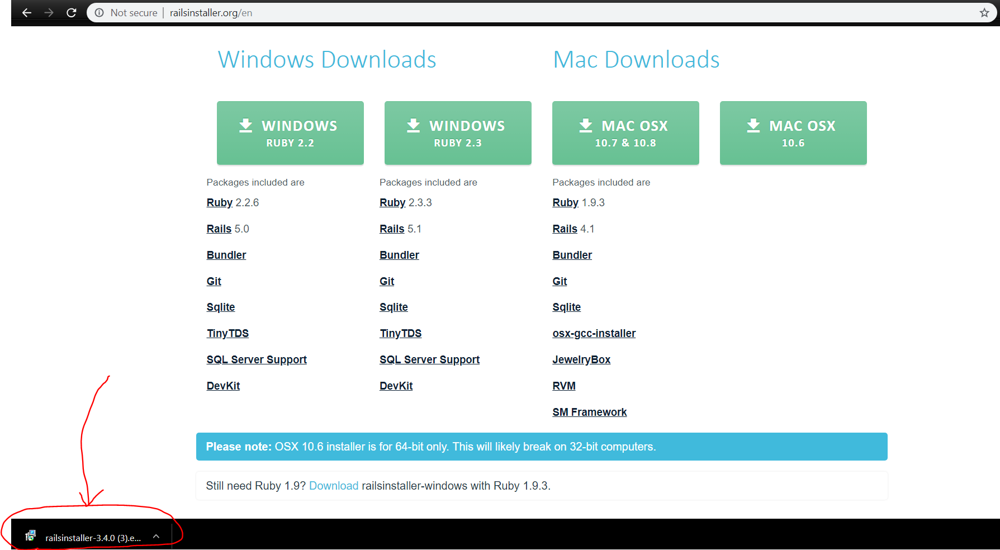 Not secure | railsinstaller.org/en
Windows Downloads
Mac Downloads
WINDOWS
RUBY 2.2
WINDOWS
RUBY 2.3
MAC OSX
10.7 & 10.8
MAC OSX
10.6
Packages included are
Ruby 2.2.6
Rails 5.0
Bundler
Git
Sqlite
TinyTDS
SQL Server Support
DevKit
Packages included are
Ruby 2.3.3
Rails 5.1
Bundler
Git
Sqlite
TinyTDS
SQL Server Support
DevKit
Packages included are
Ruby 1.9.3
Rails 4.1
Bundler
Git
Sqlite
osx-gcc-installer
JewelryBox
RVM
SM Framework
Please note: OSX 10.6 installer is for 64-bit only. This will likely break on 32-bit computers.
Still need Ruby 1.9? Download railsinstaller-windows with Ruby 1.9.3.
railsinstaller-3.4.0 (3).e...